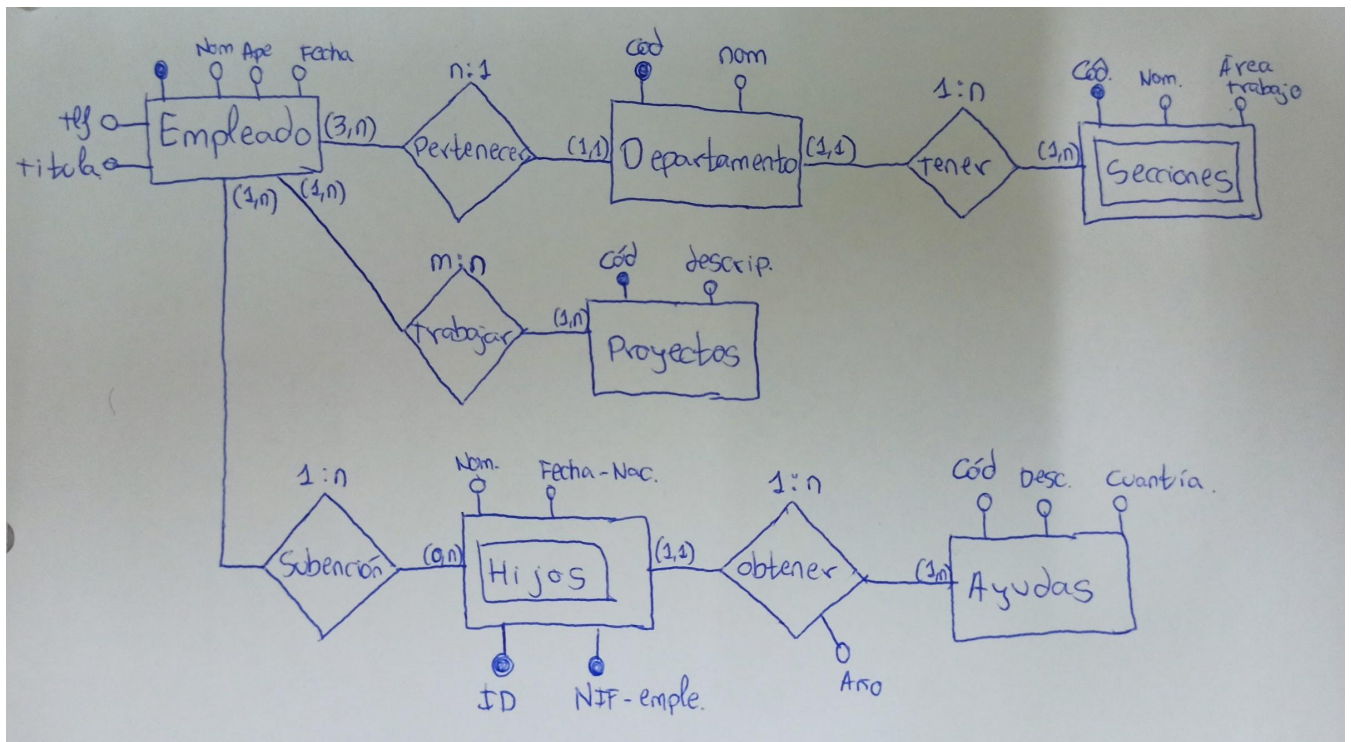 Nom Ape Fecha
tlf
titula
Empleado
(3,n)
(1,n)
(1,n)
n:1
Pertenecer
(1,1)
Cód
nom
Departamento
(1,1)
1:n
tener
(1,n)
Cód. Nom. Área trabajo
Secciones
m:n
trabajar
(1,n)
Cód descrip.
Proyectos
1:n
Subención
(0,n)
Nom. Fecha-Nac.
Hijos
ID NIF-emple.
(1,1)
1:n
obtener
Año
(1,n)
Cód Desc. Cuantía.
Ayudas